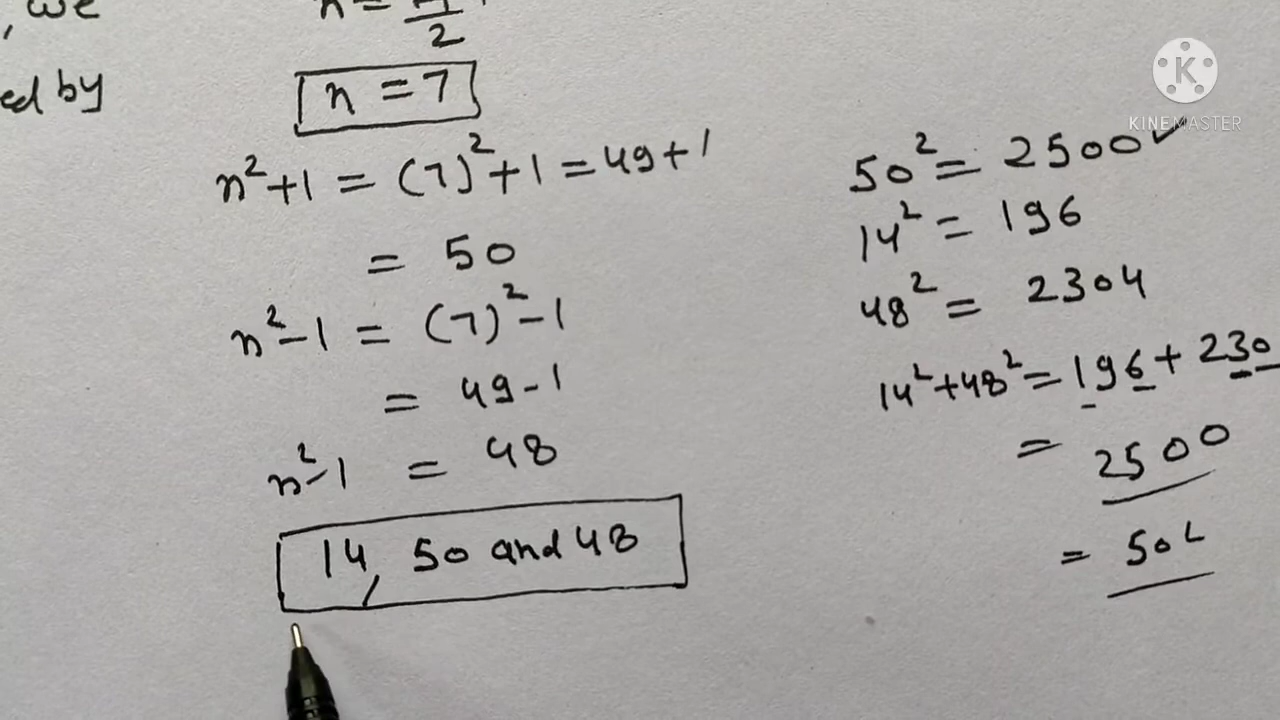 , we
n = /2
ed by
n = 7
n²+1 = (7)²+1 = 49+1
= 50
n²-1 = (7)²-1
= 49-1
n²-1 = 48
14, 50 and 48
KINEMASTER
50² = 2500 ✓
14² = 196
48² = 2304
14²+48² = 196 + 230
= 2500
= 50²